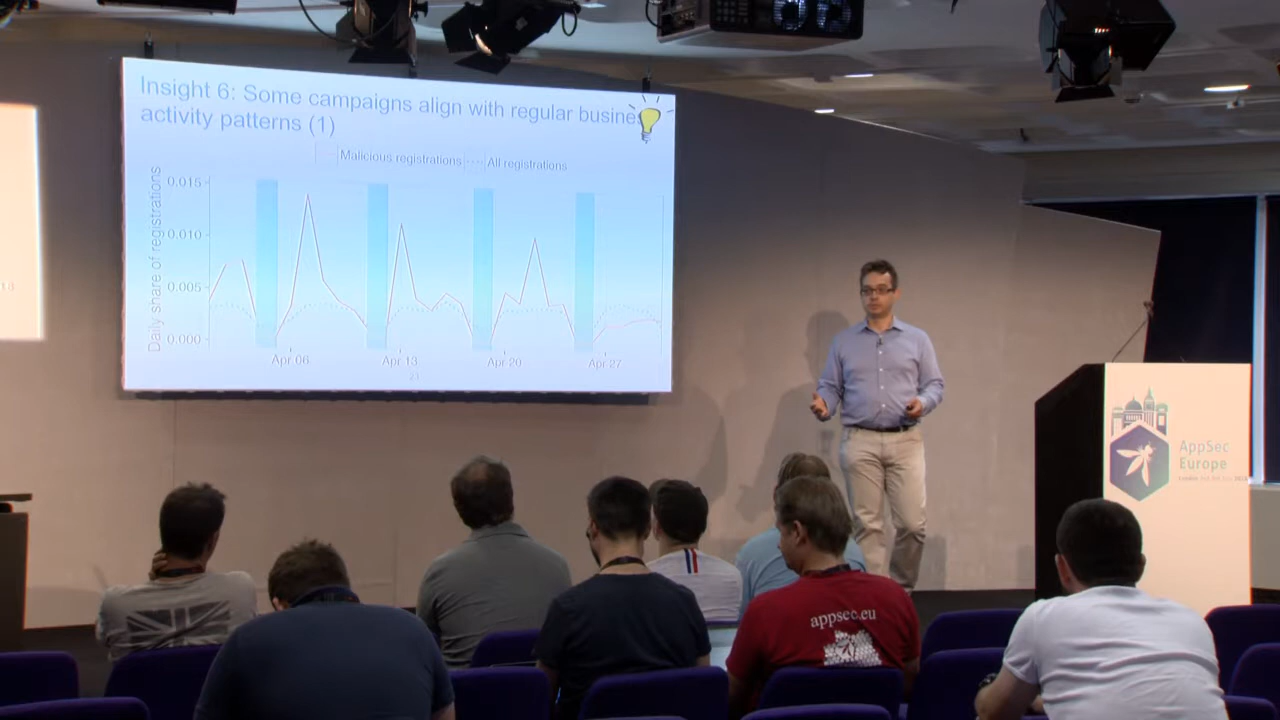 Insight 6: Some campaigns align with regular busine
activity patterns (1)
Malicious registrations
All registrations
Daily share of registrations
0.015
0.010
0.005
0.000
Apr 06
Apr 13
Apr 20
Apr 27
23
AppSec
Europe
appsec.eu